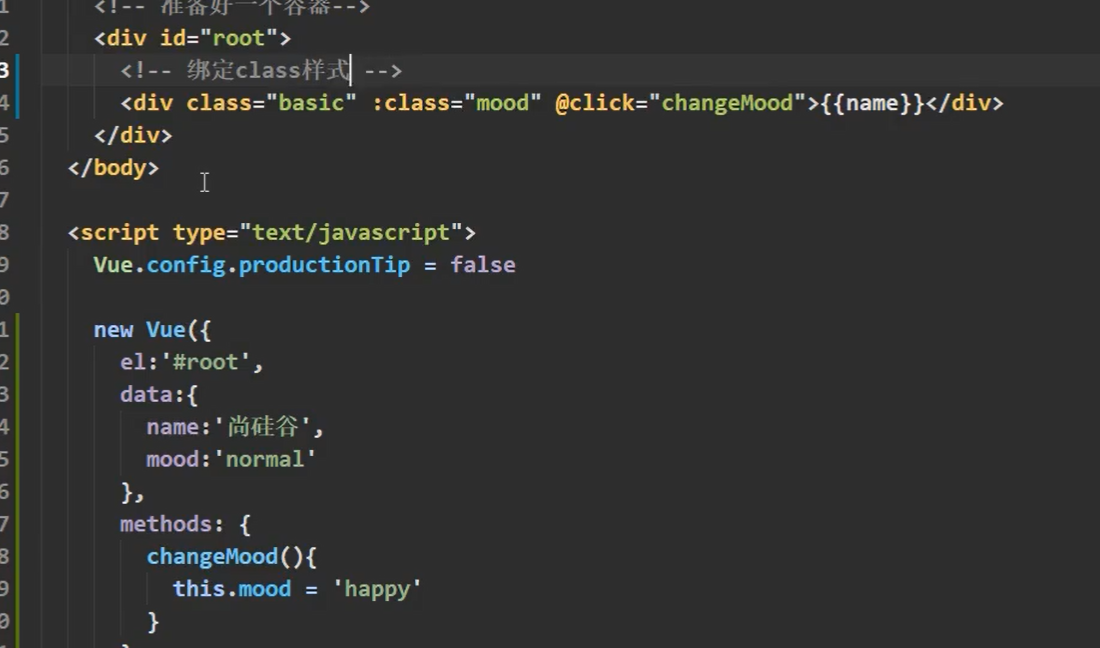 1 <!-- 准备好一个容器-->
2 <div id="root">
3 <!-- 绑定class样式 -->
4 <div class="basic" :class="mood" @click="changeMood">{{name}}</div>
5 </div>
6 </body>
7
8 <script type="text/javascript">
9 Vue.config.productionTip = false
0
1 new Vue({
2 el:'#root',
3 data:{
4 name:'尚硅谷',
5 mood:'normal'
6 },
7 methods: {
8 changeMood(){
9 this.mood = 'happy'
0 }